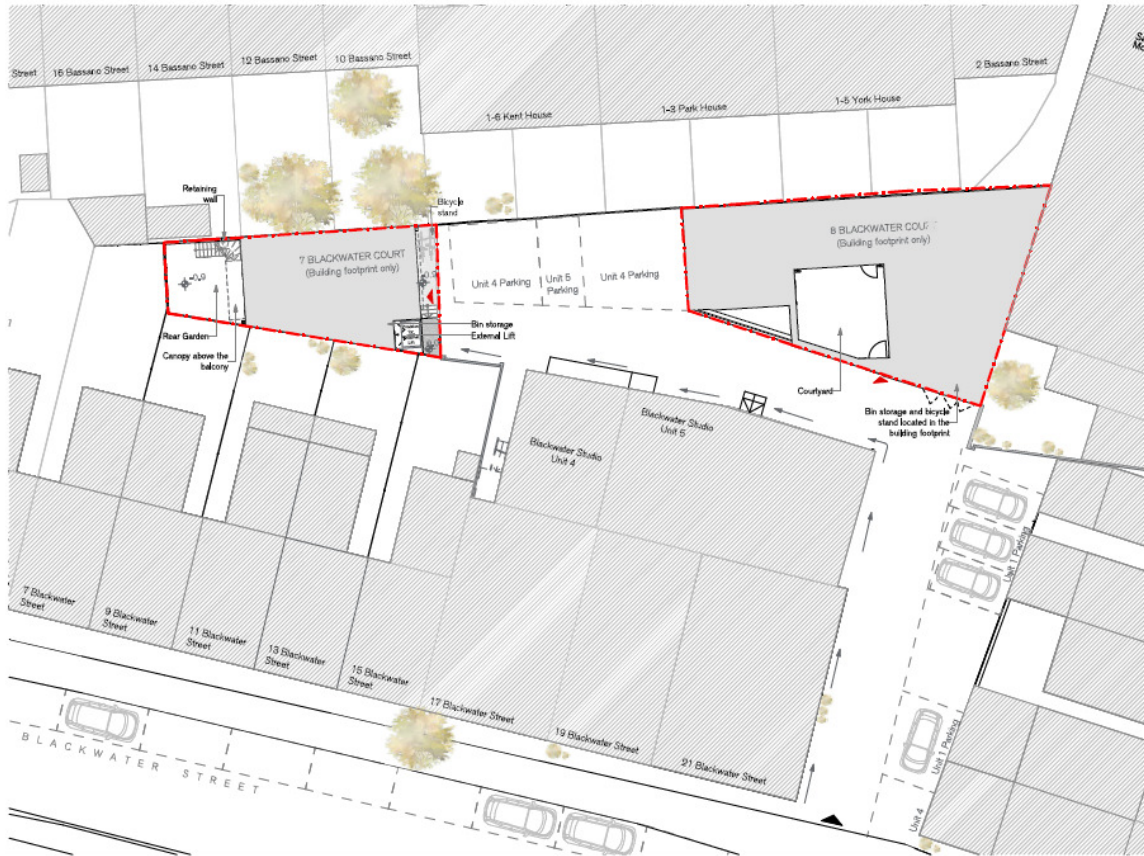 Street
16 Bassano Street
14 Bassano Street
12 Bassano Street
10 Bassano Street
2 Bassano Street
1-6 Kent House
1-3 Park House
1-5 York House
Retaining
wall
Bicycle
stand
7 BLACKWATER COURT
(Building footprint only)
8 BLACKWATER COU
(Building footprint only)
-0.9
Unit 4 Parking
Unit 5
Parking
Unit 4 Parking
Rear Garden
Canopy above the
balcony
Bin storage
External Lift
Courtyard
Bin storage and bicycle
stand located in the
building footprint
Blackwater Studio
Unit 5
Blackwater Studio
Unit 4
Unit 1 Parking
7 Blackwater
Street
9 Blackwater
Street
11 Blackwater
Street
13 Blackwater
Street
15 Blackwater
Street
17 Blackwater Street
19 Blackwater Street
21 Blackwater Street
Unit 1 Parking
Unit 4
BLACKWATER STREET